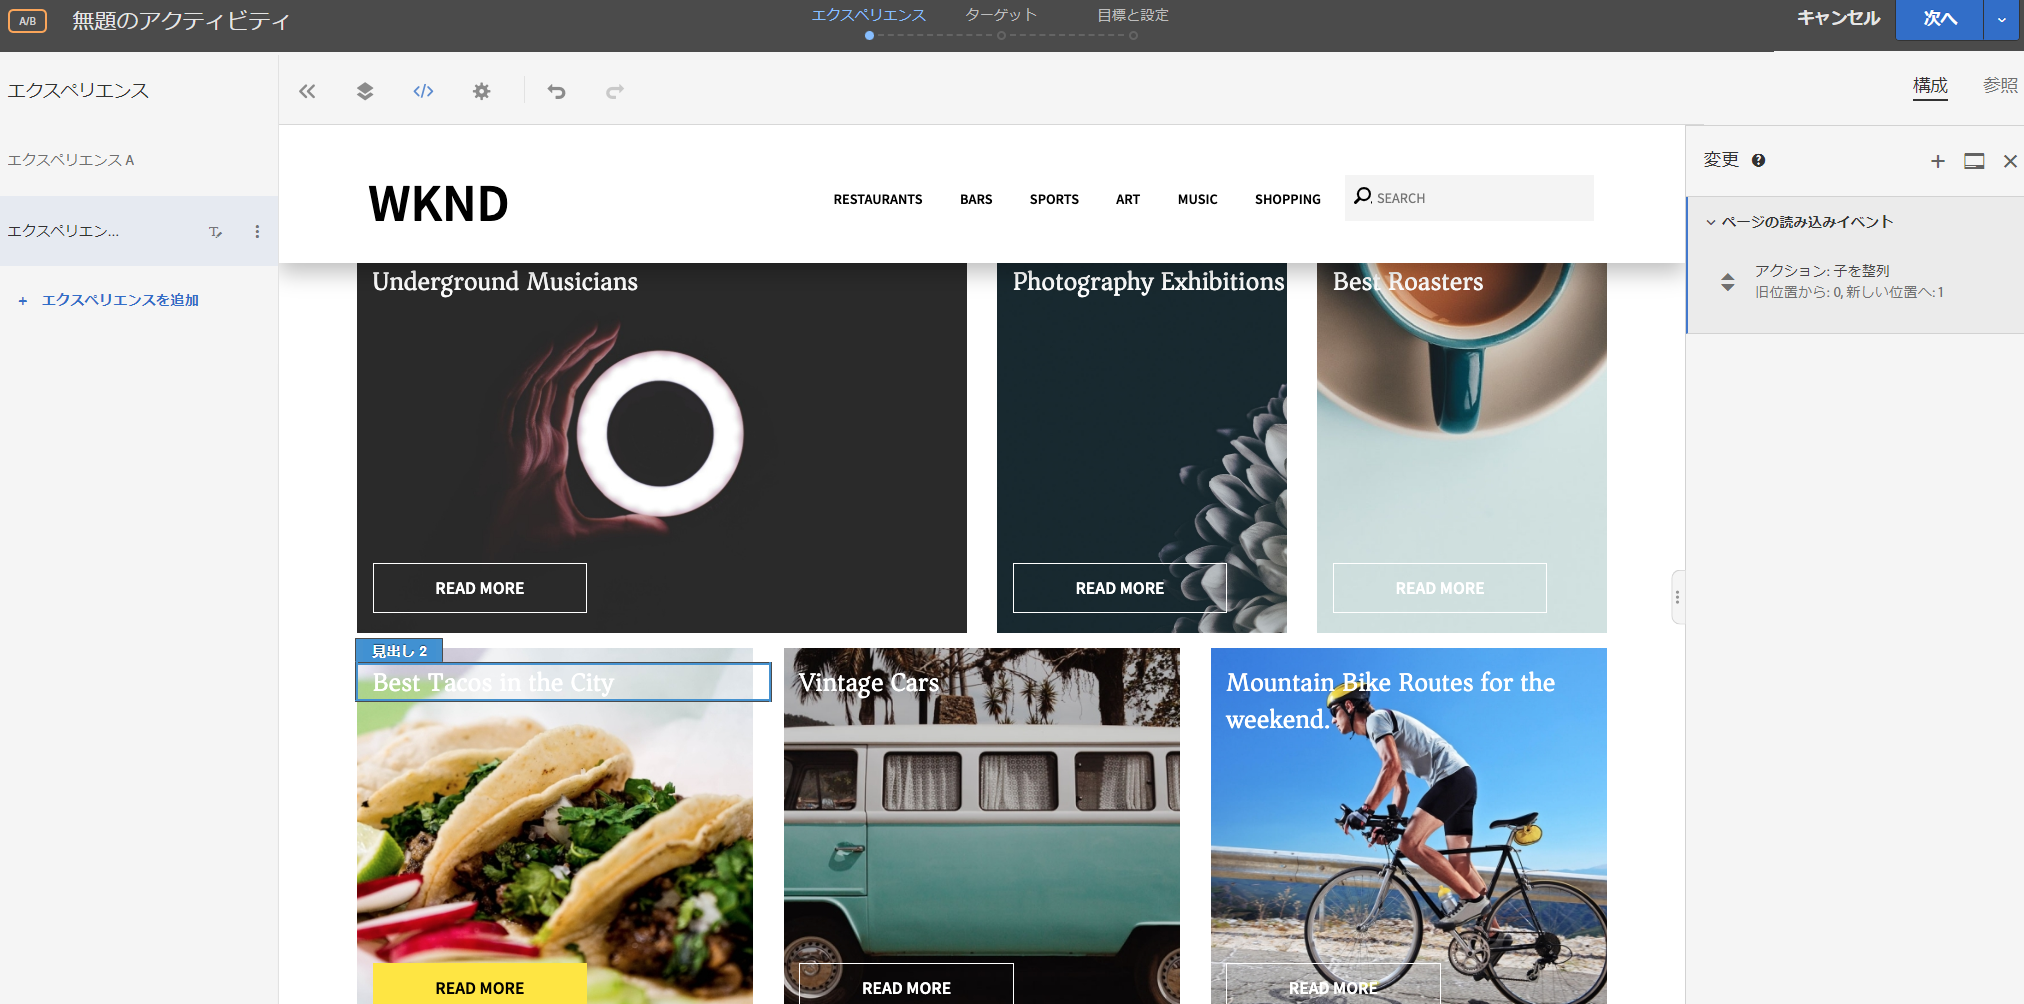 A/B 無題のアクティビティ
エクスペリエンス ターゲット 目標と設定
キャンセル 次へ
エクスペリエンス
構成 参照
エクスペリエンス A
エクスペリエン...
+ エクスペリエンスを追加
WKND
RESTAURANTS BARS SPORTS ART MUSIC SHOPPING SEARCH
変更
ページの読み込みイベント
アクション: 子を整列
旧位置から: 0, 新しい位置へ: 1
Underground Musicians
Photography Exhibitions
Best Roasters
READ MORE
READ MORE
READ MORE
見出し 2
Best Tacos in the City
Vintage Cars
Mountain Bike Routes for the
weekend.
READ MORE
READ MORE
READ MORE